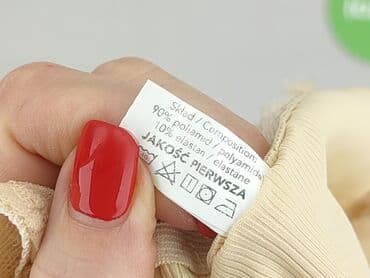 Skład / Composition:
90% poliamid / polyamide
10% elastan / elastane
JAKOŚĆ PIERWSZA